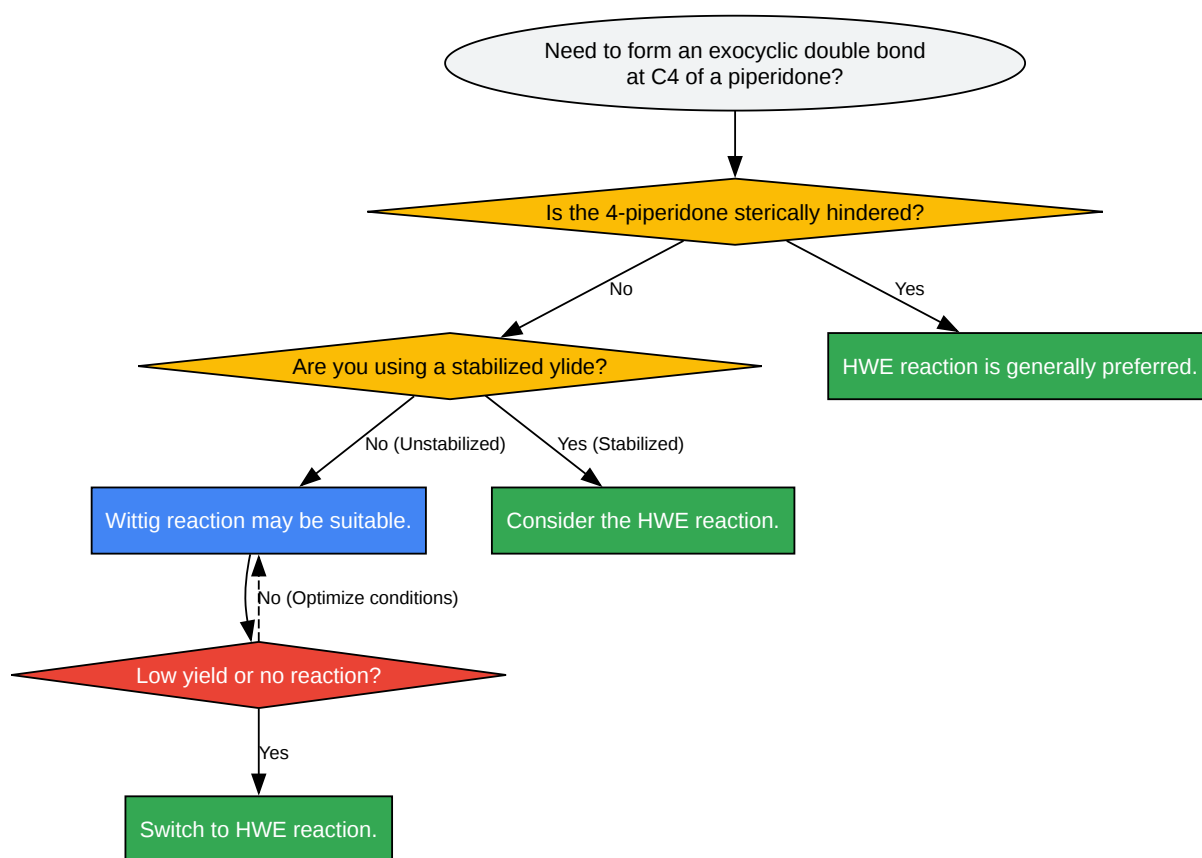 Need to form an exocyclic double bond
at C4 of a piperidone?
Is the 4-piperidone sterically hindered?
No
Yes
Are you using a stabilized ylide?
HWE reaction is generally preferred.
No (Unstabilized)
Yes (Stabilized)
Wittig reaction may be suitable.
Consider the HWE reaction.
No (Optimize conditions)
Low yield or no reaction?
Yes
Switch to HWE reaction.